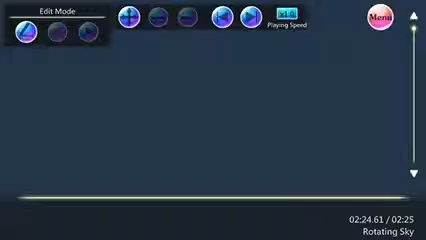 Edit Mode
x1.0
Playing Speed
Menu
02:24.61 / 02:25
Rotating Sky